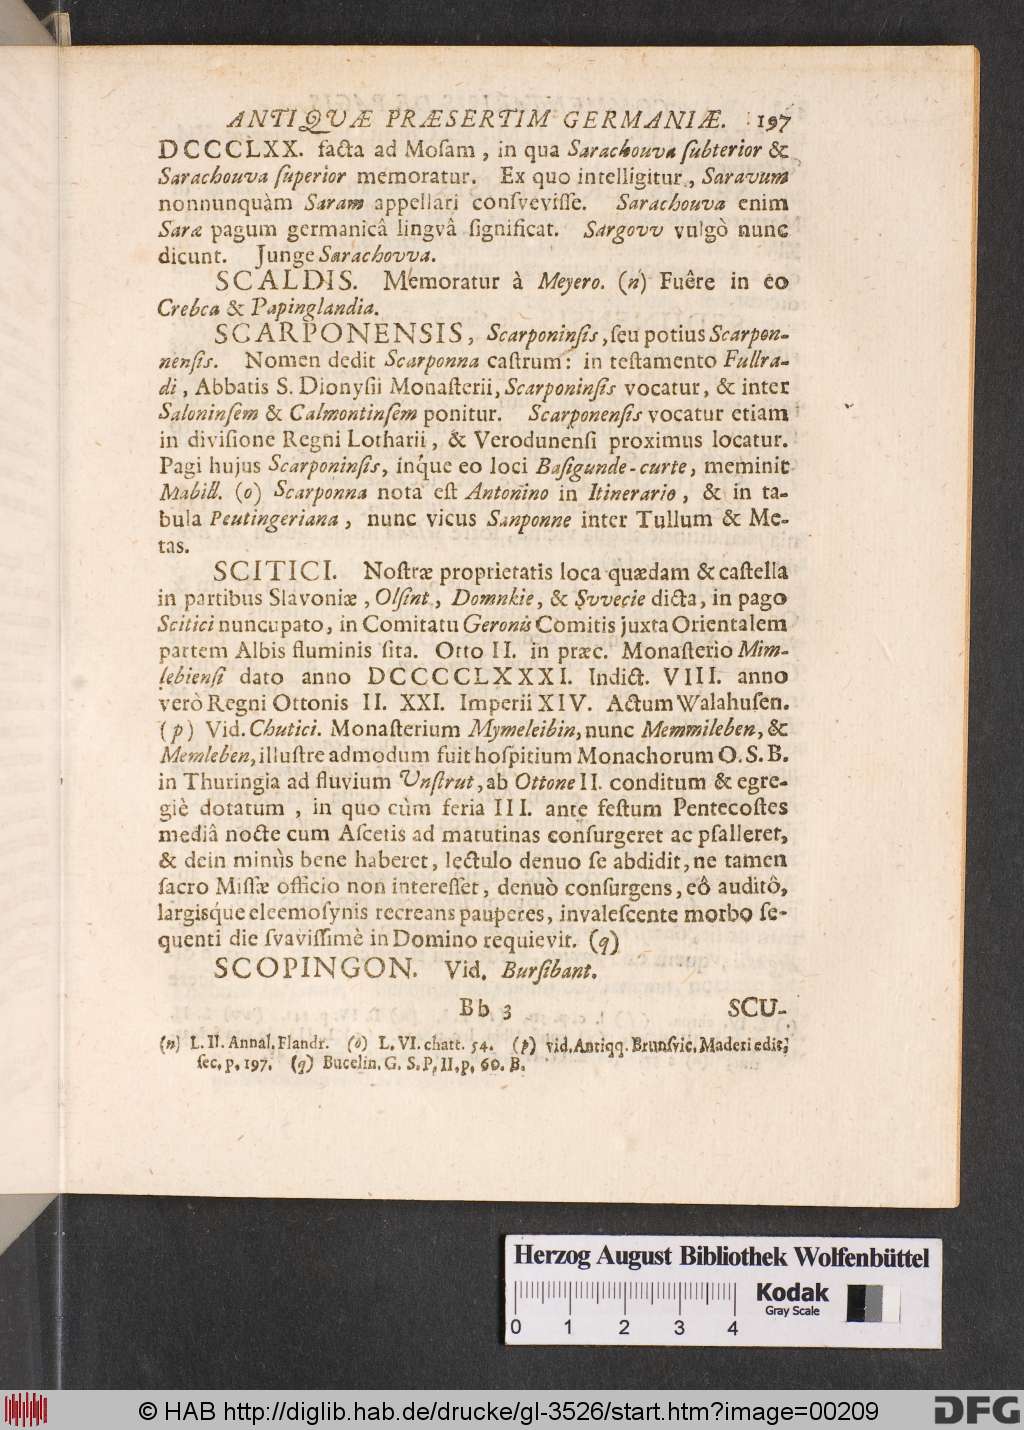 ANTIQVÆ PRÆSERTIM GERMANIÆ. 197
DCCCLXX. facta ad Moſam, in qua Sarachouva ſubterior &
Sarachouva ſuperior memoratur. Ex quo intelligitur, Saravum
nonnunquàm Saram appellari conſveviſſe. Sarachouva enim
Saræ pagum germanicâ lingvâ ſignificat. Sargovv vulgò nunc
dicunt. Junge Sarachovva.
SCALDIS. Memoratur à Meyero. (n) Fuêre in eo
Crebca & Papinglandia.
SCARPONENSIS, Scarponinſis, ſeu potius Scarpon-
nenſis. Nomen dedit Scarponna caſtrum: in teſtamento Fullra-
di, Abbatis S. Dionyſii Monaſterii, Scarponinſis vocatur, & inter
Saloninſem & Calmontinſem ponitur. Scarponenſis vocatur etiam
in diviſione Regni Lotharii, & Verodunenſi proximus locatur.
Pagi hujus Scarponinſis, inq́ue eo loci Baſigunde-curte, meminit
Mabill. (o) Scarponna nota eſt Antonino in Itinerario, & in ta-
bula Peutingeriana, nunc vicus Sanponne inter Tullum & Me-
tas.
SCITICI. Noſtræ proprietatis loca quædam & caſtella
in partibus Slavoniæ, Olſint, Domnkie, & Svvecie dicta, in pago
Scitici nuncupato, in Comitatu Geronis Comitis juxta Orientalem
partem Albis fluminis ſita. Otto II. in præc. Monaſterio Mim-
lebienſi dato anno DCCCCLXXXI. Indict. VIII. anno
verò Regni Ottonis II. XXI. Imperii XIV. Actum Walahuſen.
(p) Vid. Chutici. Monaſterium Mymeleibin, nunc Memmileben, &
Memleben, illuſtre admodum fuit hoſpitium Monachorum O. S. B.
in Thuringia ad fluvium Unſtrut, ab Ottone II. conditum & egre-
giè dotatum, in quo cùm feria III. ante feſtum Pentecoſtes
mediâ nocte cum Aſcetis ad matutinas conſurgeret ac pſalleret,
& dein minùs bene haberet, lectulo denuo ſe abdidit, ne tamen
ſacro Miſſæ officio non intereſſet, denuò conſurgens, eô auditô,
largisq́ue eleemoſynis recreans pauperes, invaleſcente morbo ſe-
quenti die ſvaviſſimè in Domino requievit. (q)
SCOPINGON. Vid. Burſibant.
Bb 3 SCU-
(n) L. II. Annal. Flandr. (o) L. VI. chart. 54. (p) vid. Antiqq. Brunſvic. Maderi edit;
ſec. p. 197. (q) Bucelin. G. S. P. II. p. 60. B.
Herzog August Bibliothek Wolfenbüttel
Kodak
Gray Scale
0 1 2 3 4
© HAB http://diglib.hab.de/drucke/gl-3526/start.htm?image=00209
DFG